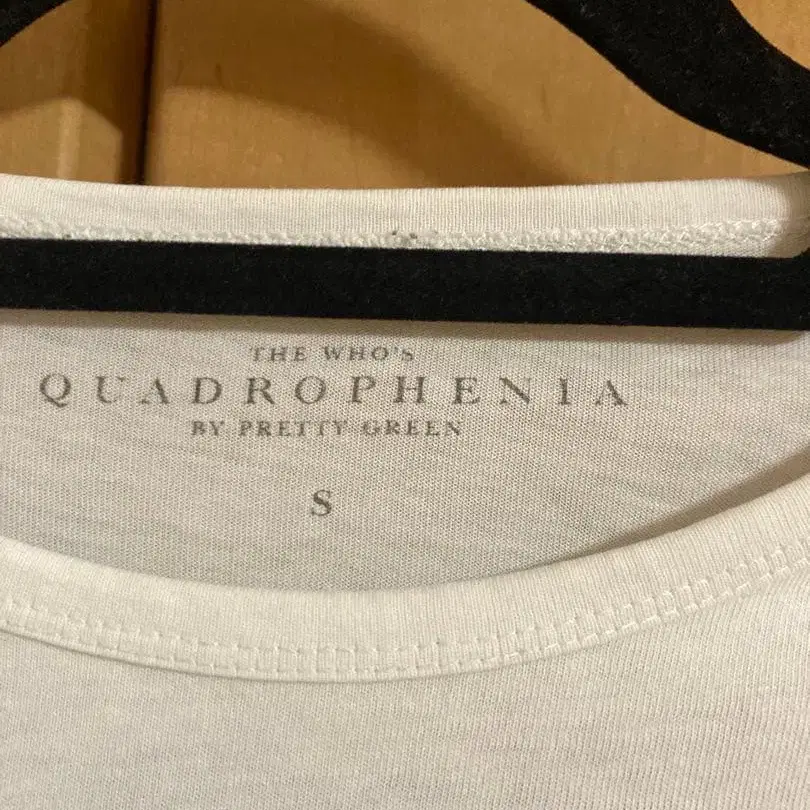 THE WHO'S
QUADROPHENIA
BY PRETTY GREEN
S